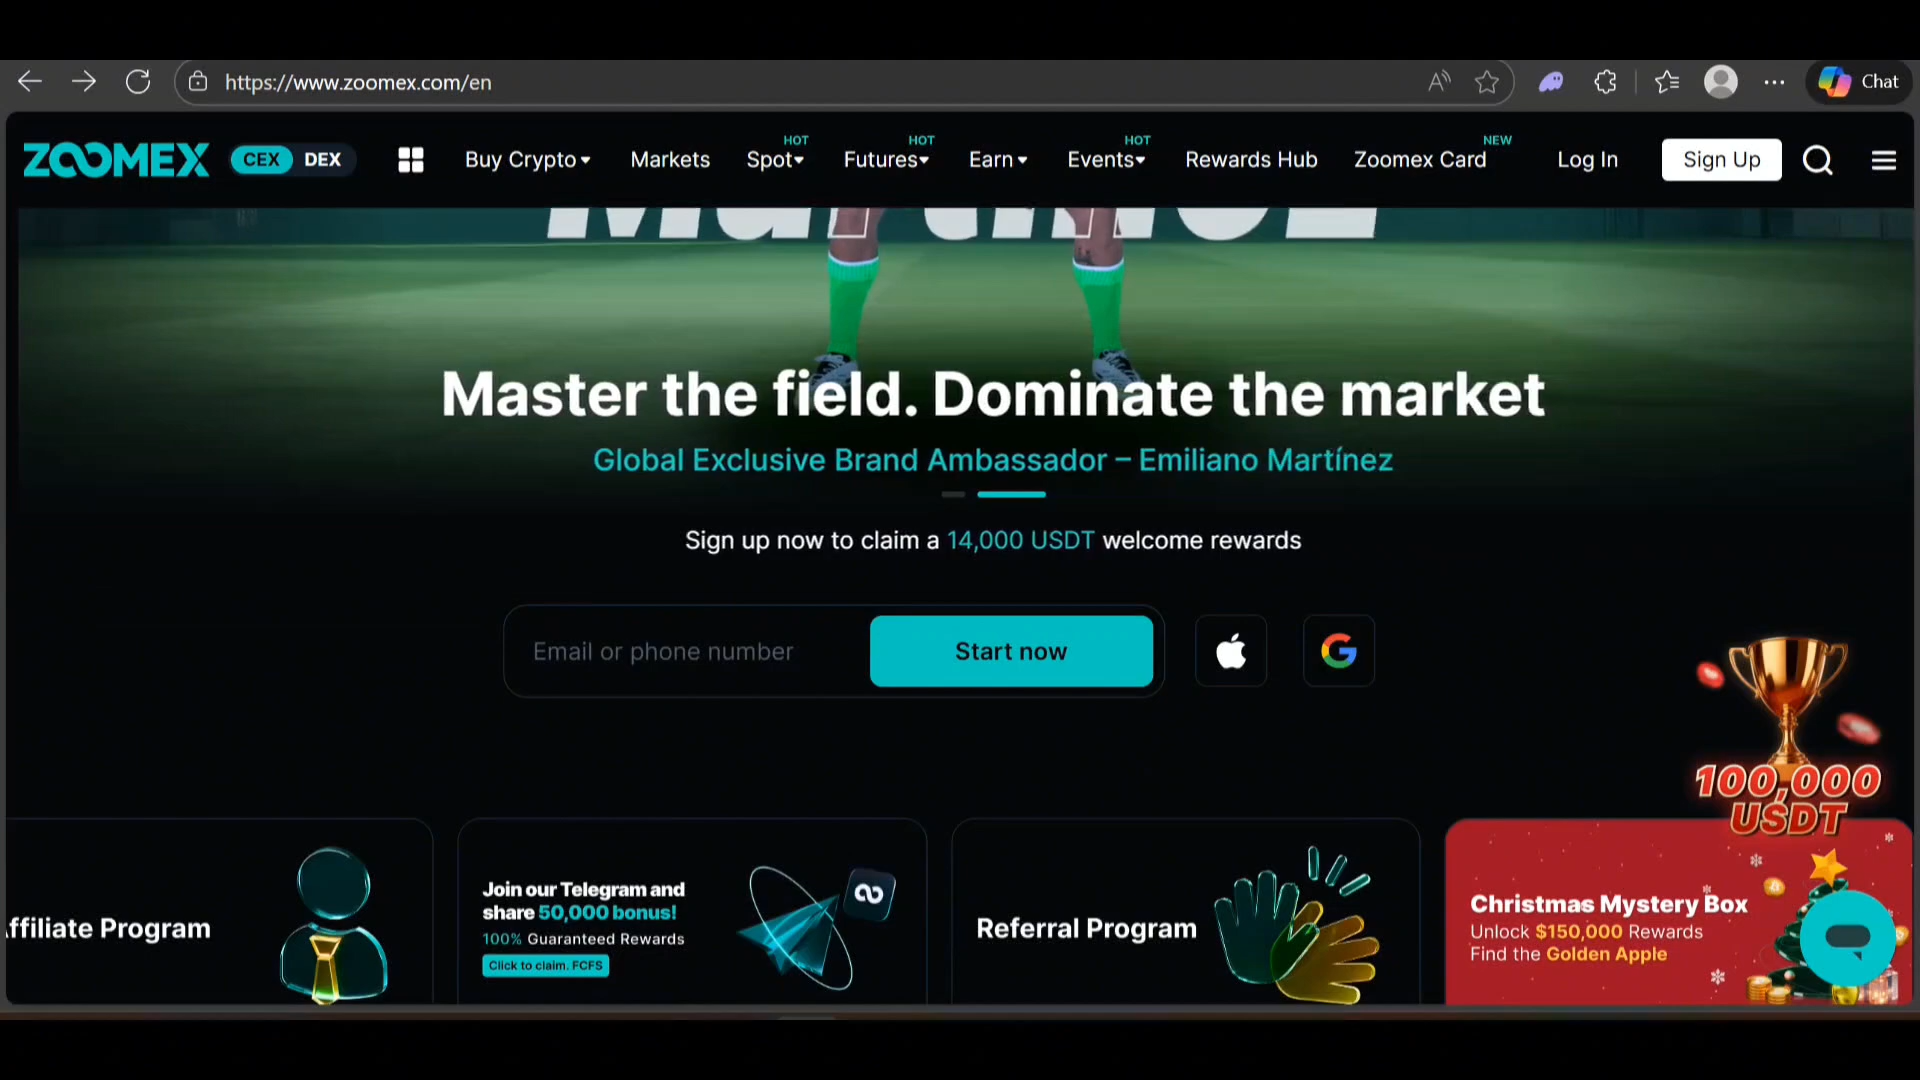 https://www.zoomex.com/en
Chat
ZOOMEX
CEX DEX
Buy Crypto
Markets
Spot HOT
Futures HOT
Earn
Events HOT
Rewards Hub
Zoomex Card NEW
Log In
Sign Up
Martínez
Master the field. Dominate the market
Global Exclusive Brand Ambassador – Emiliano Martínez
Sign up now to claim a 14,000 USDT welcome rewards
Email or phone number
Start now
100,000
USDT
ffiliate Program
Join our Telegram and
share 50,000 bonus!
100% Guaranteed Rewards
Click to claim. FCFS
Referral Program
Christmas Mystery Box
Unlock $150,000 Rewards
Find the Golden Apple